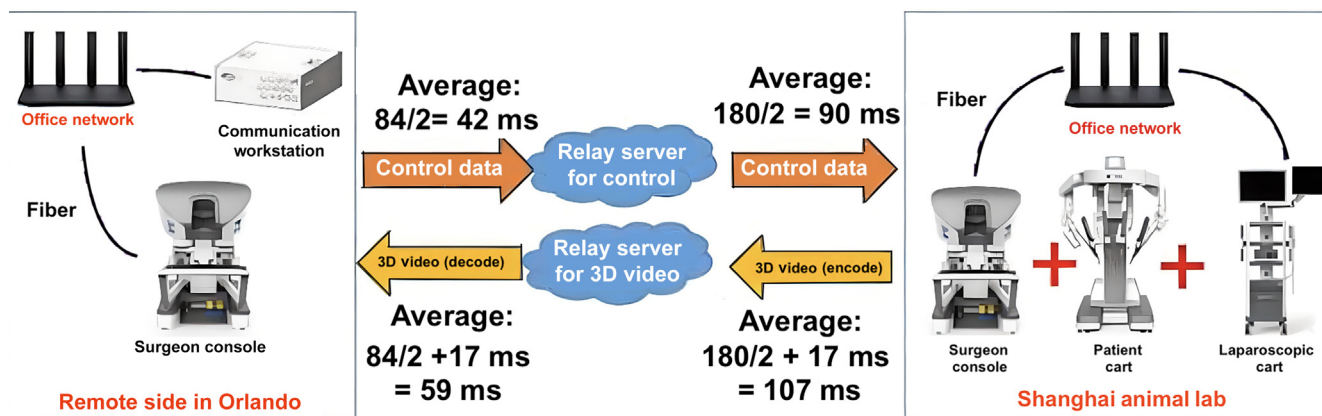 Office network
Communication
workstation
Fiber
Surgeon console
Remote side in Orlando
Average:
84/2= 42 ms
Control data
Relay server
for control
Average:
180/2 = 90 ms
Control data
3D video (decode)
Relay server
for 3D video
3D video (encode)
Average:
84/2 +17 ms
= 59 ms
Average:
180/2 + 17 ms
= 107 ms
Fiber
Office network
Surgeon
console
Patient
cart
Laparoscopic
cart
Shanghai animal lab